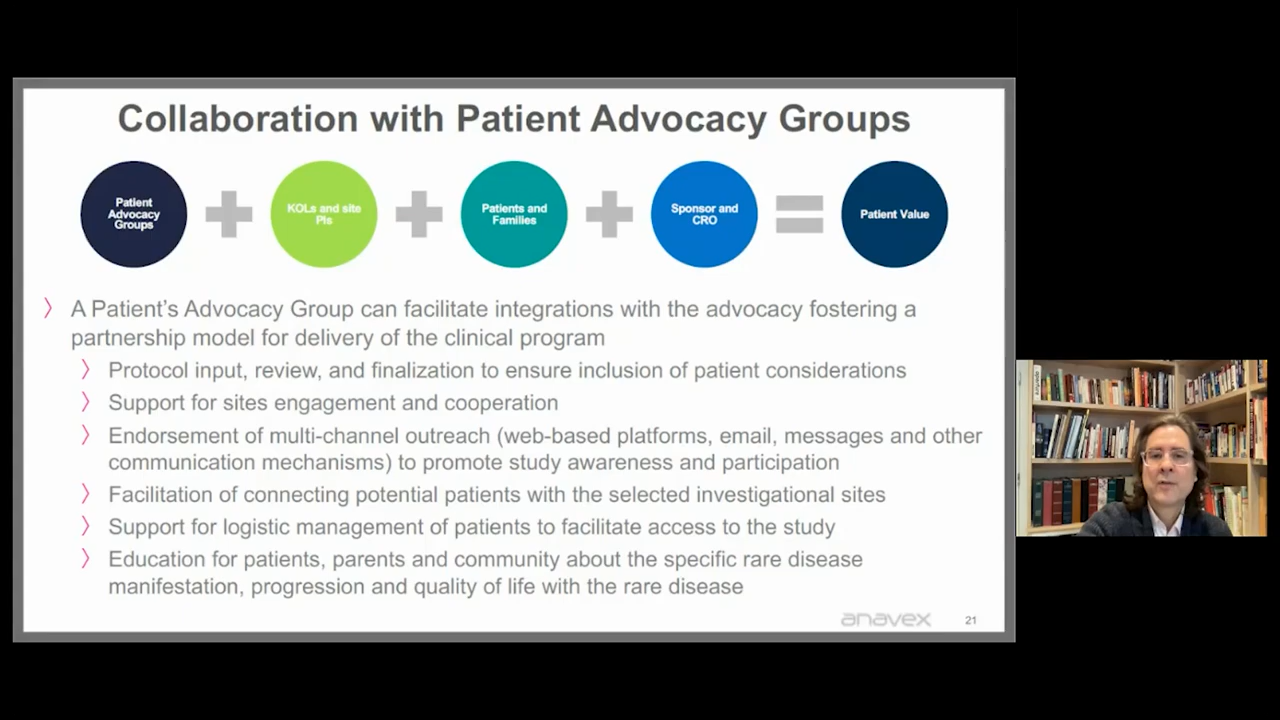 Collaboration with Patient Advocacy Groups
Patient
Advocacy
Groups
KOLs and site
PIs
Patients and
Families
Sponsor and
CRO
Patient Value
A Patient's Advocacy Group can facilitate integrations with the advocacy fostering a
partnership model for delivery of the clinical program
Protocol input, review, and finalization to ensure inclusion of patient considerations
Support for sites engagement and cooperation
Endorsement of multi-channel outreach (web-based platforms, email, messages and other
communication mechanisms) to promote study awareness and participation
Facilitation of connecting potential patients with the selected investigational sites
Support for logistic management of patients to facilitate access to the study
Education for patients, parents and community about the specific rare disease
manifestation, progression and quality of life with the rare disease
anavex
21